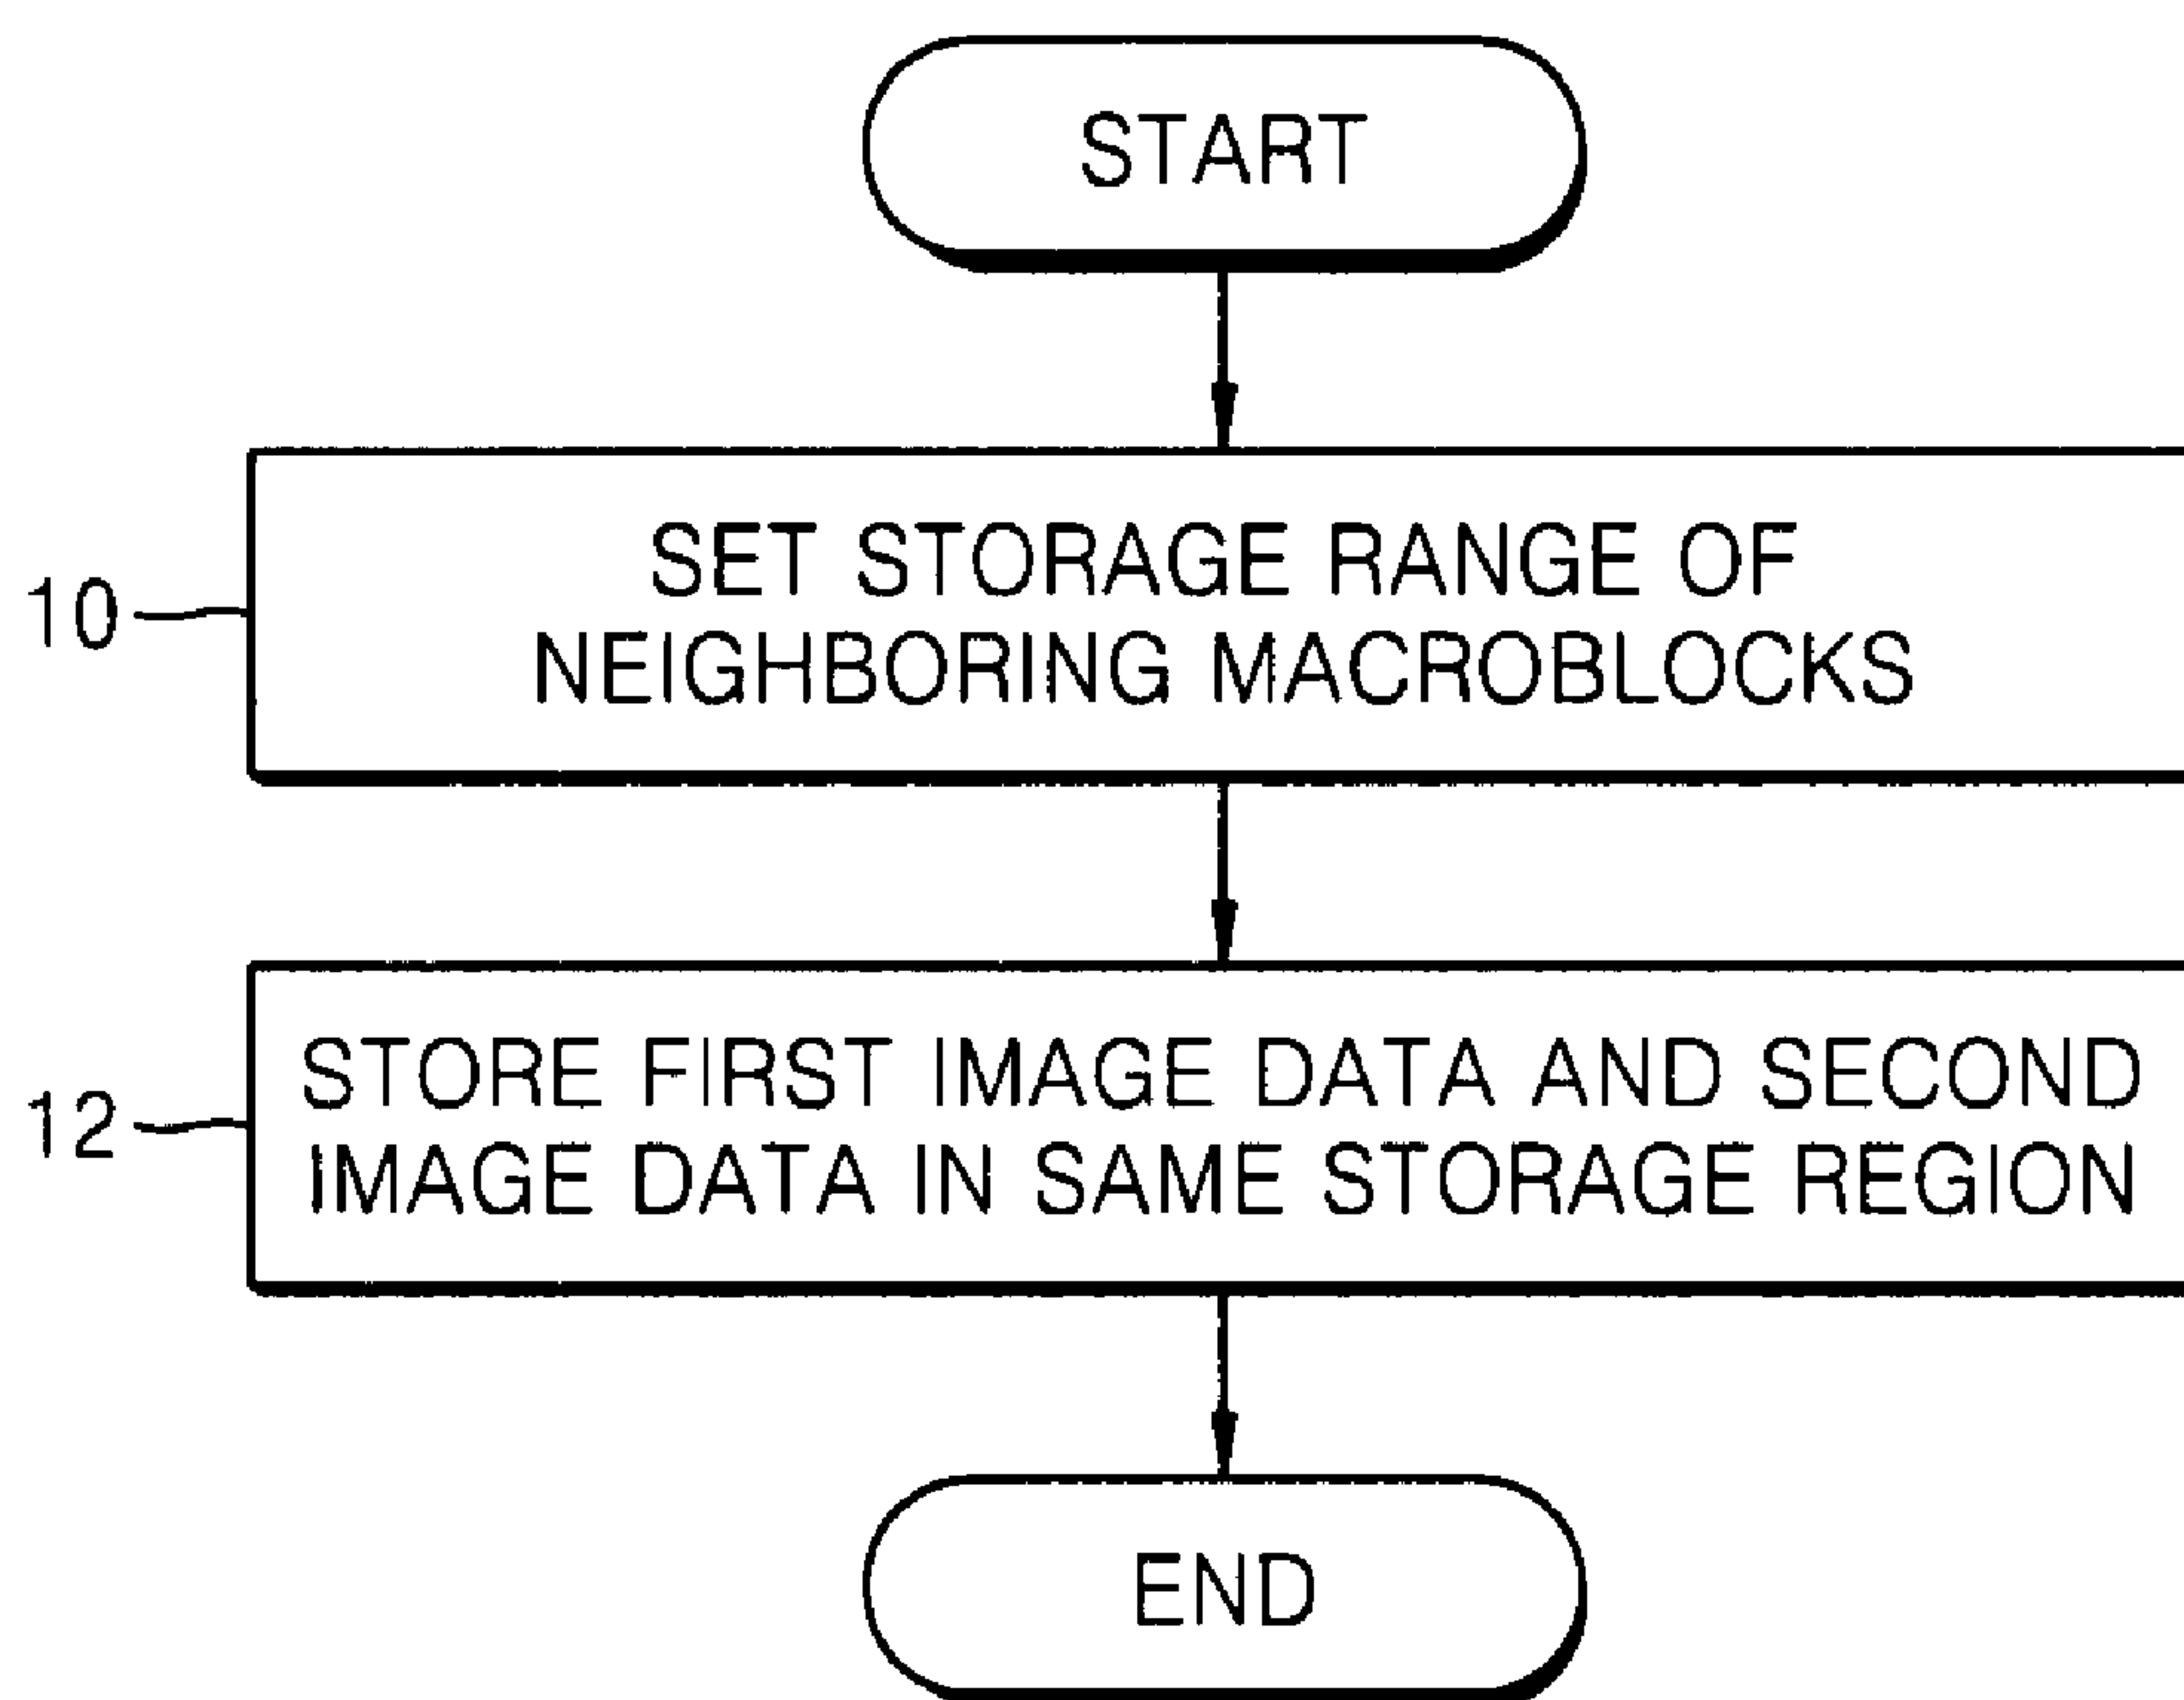 START
10
SET STORAGE RANGE OF
NEIGHBORING MACROBLOCKS
12
STORE FIRST IMAGE DATA AND SECOND
IMAGE DATA IN SAME STORAGE REGION
END